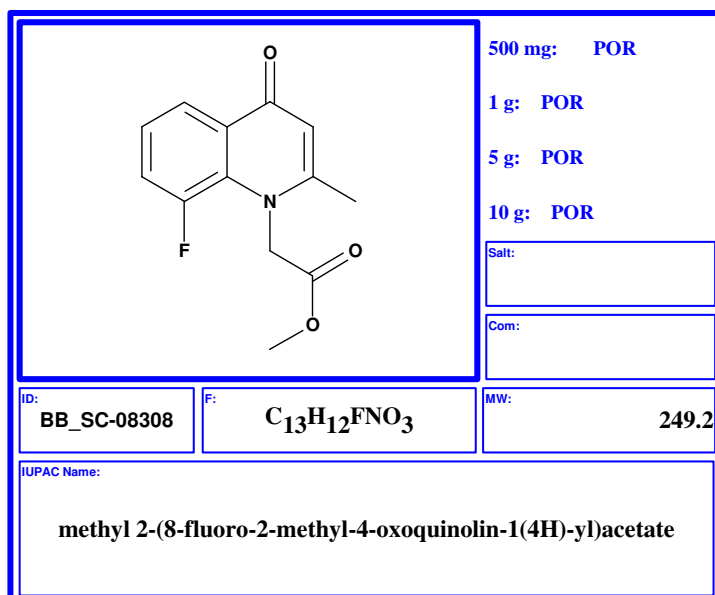 O
N
F
O
O
500 mg: POR
1 g: POR
5 g: POR
10 g: POR
Salt:
Com:
ID:
BB_SC-08308
F:
C13H12FNO3
MW:
249.2
IUPAC Name:
methyl 2-(8-fluoro-2-methyl-4-oxoquinolin-1(4H)-yl)acetate